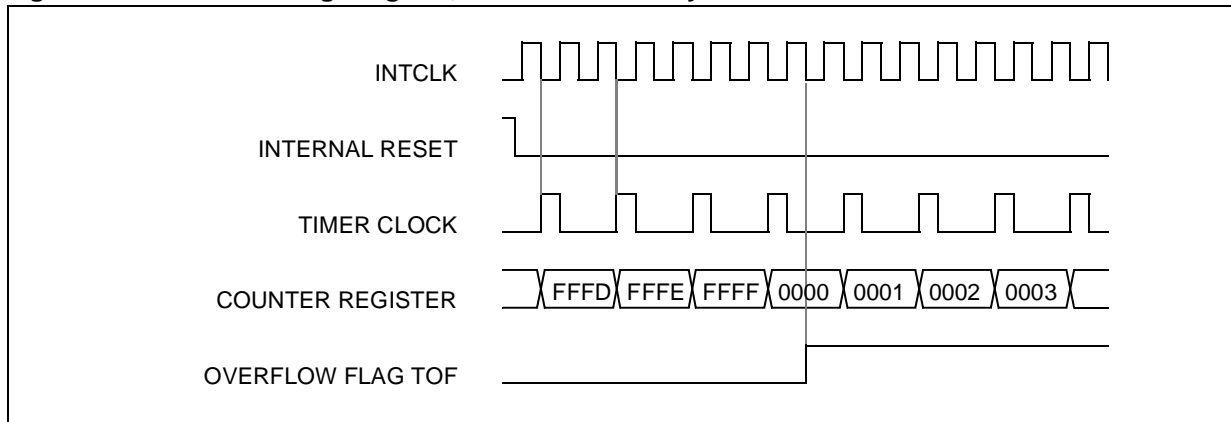 INTCLK
INTERNAL RESET
TIMER CLOCK
COUNTER REGISTER
FFFD FFFE FFFF 0000 0001 0002 0003
OVERFLOW FLAG TOF